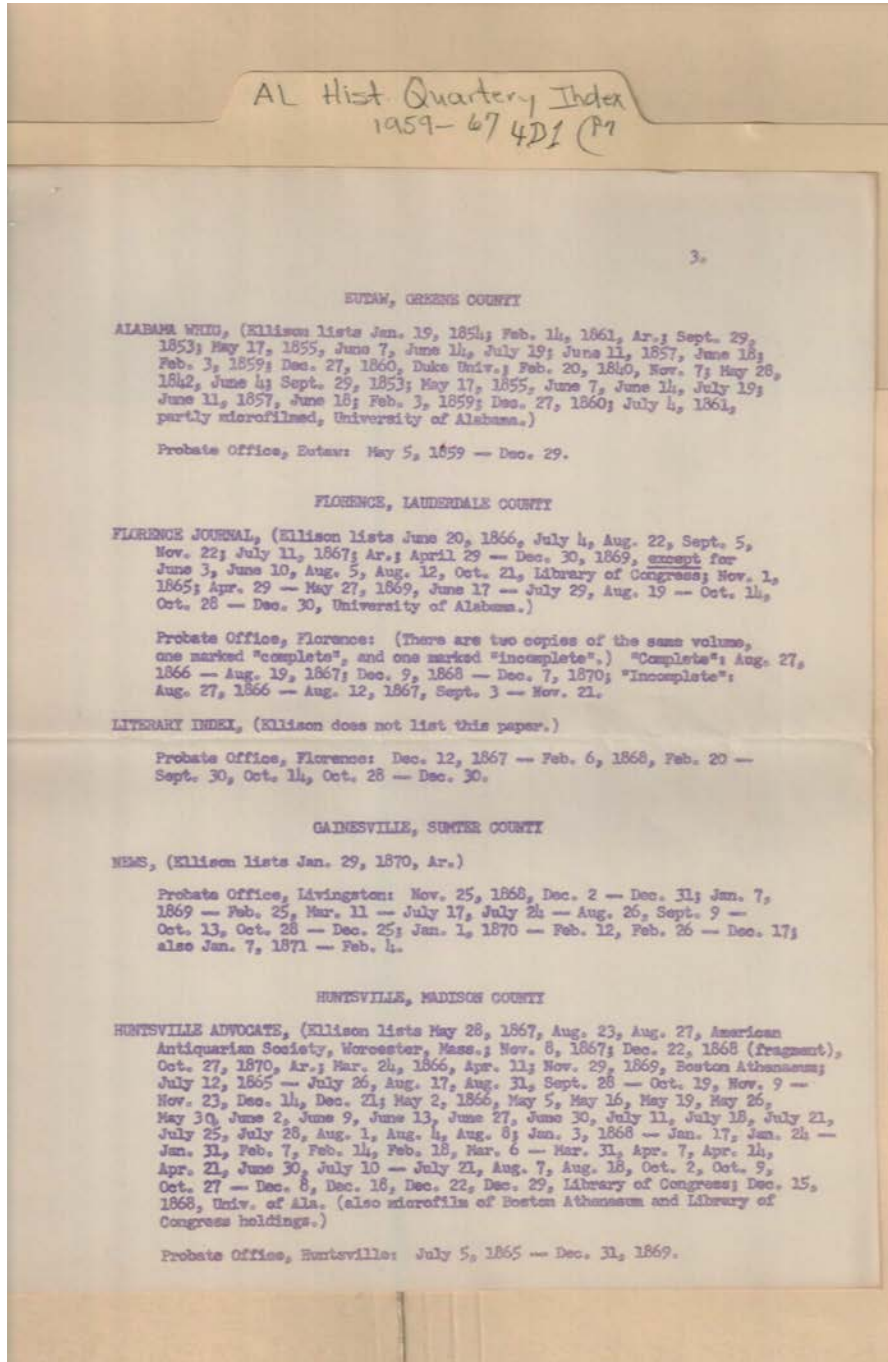 AL Hist. Quartery Index
1959-67 4D1 (P7
3.
EUTAW, GREENE COUNTY
ALABAMA WHIG, (Ellison lists Jan. 19, 1854; Feb. 14, 1861, Ar.; Sept. 29,
1853; May 17, 1855, June 7, June 14, July 19; June 11, 1857, June 18;
Feb. 3, 1859; Dec. 27, 1860, Duke Univ.; Feb. 20, 1840, Nov. 7; May 28,
1842, June 4; Sept. 29, 1853; May 17, 1855, June 7, June 14, July 19;
June 11, 1857, June 18; Feb. 3, 1859; Dec. 27, 1860; July 4, 1861,
partly microfilmed, University of Alabama.)
Probate Office, Eutaw: May 5, 1859 -- Dec. 29.
FLORENCE, LAUDERDALE COUNTY
FLORENCE JOURNAL, (Ellison lists June 20, 1866, July 4, Aug. 22, Sept. 5,
Nov. 22; July 11, 1867; Ar.; April 29 -- Dec. 30, 1869, except for
June 3, June 10, Aug. 5, Aug. 12, Oct. 21, Library of Congress; Nov. 1,
1865; Apr. 29 -- May 27, 1869, June 17 -- July 29, Aug. 19 -- Oct. 14,
Oct. 28 -- Dec. 30, University of Alabama.)
Probate Office, Florence: (There are two copies of the same volume,
one marked "complete", and one marked "incomplete".) "Complete": Aug. 27,
1866 -- Aug. 19, 1867; Dec. 9, 1868 -- Dec. 7, 1870; "Incomplete":
Aug. 27, 1866 -- Aug. 12, 1867, Sept. 3 -- Nov. 21.
LITERARY INDEX, (Ellison does not list this paper.)
Probate Office, Florence: Dec. 12, 1867 -- Feb. 6, 1868, Feb. 20 --
Sept. 30, Oct. 14, Oct. 28 -- Dec. 30.
GAINESVILLE, SUMTER COUNTY
NEWS, (Ellison lists Jan. 29, 1870, Ar.)
Probate Office, Livingston: Nov. 25, 1868, Dec. 2 -- Dec. 31; Jan. 7,
1869 -- Feb. 25, Mar. 11 -- July 17, July 24 -- Aug. 26, Sept. 9 --
Oct. 13, Oct. 28 -- Dec. 25; Jan. 1, 1870 -- Feb. 12, Feb. 26 -- Dec. 17;
also Jan. 7, 1871 -- Feb. 4.
HUNTSVILLE, MADISON COUNTY
HUNTSVILLE ADVOCATE, (Ellison lists May 28, 1867, Aug. 23, Aug. 27, American
Antiquarian Society, Worcester, Mass.; Nov. 8, 1867; Dec. 22, 1868 (fragment),
Oct. 27, 1870, Ar.; Mar. 24, 1866, Apr. 11; Nov. 29, 1869, Boston Athenaeum;
July 12, 1865 -- July 26, Aug. 17, Aug. 31, Sept. 28 -- Oct. 19, Nov. 9 --
Nov. 23, Dec. 14, Dec. 21; May 2, 1866, May 5, May 16, May 19, May 26,
May 30, June 2, June 9, June 13, June 27, June 30, July 11, July 18, July 21,
July 25, July 28, Aug. 1, Aug. 4, Aug. 8; Jan. 3, 1868 -- Jan. 17, Jan. 24 --
Jan. 31, Feb. 7, Feb. 14, Feb. 18, Mar. 6 -- Mar. 31, Apr. 7, Apr. 14,
Apr. 21, June 30, July 10 -- July 21, Aug. 7, Aug. 18, Oct. 2, Oct. 9,
Oct. 27 -- Dec. 8, Dec. 18, Dec. 22, Dec. 29, Library of Congress; Dec. 15,
1868, Univ. of Ala. (also microfilm of Boston Athenaeum and Library of
Congress holdings.)
Probate Office, Huntsville: July 5, 1865 -- Dec. 31, 1869.